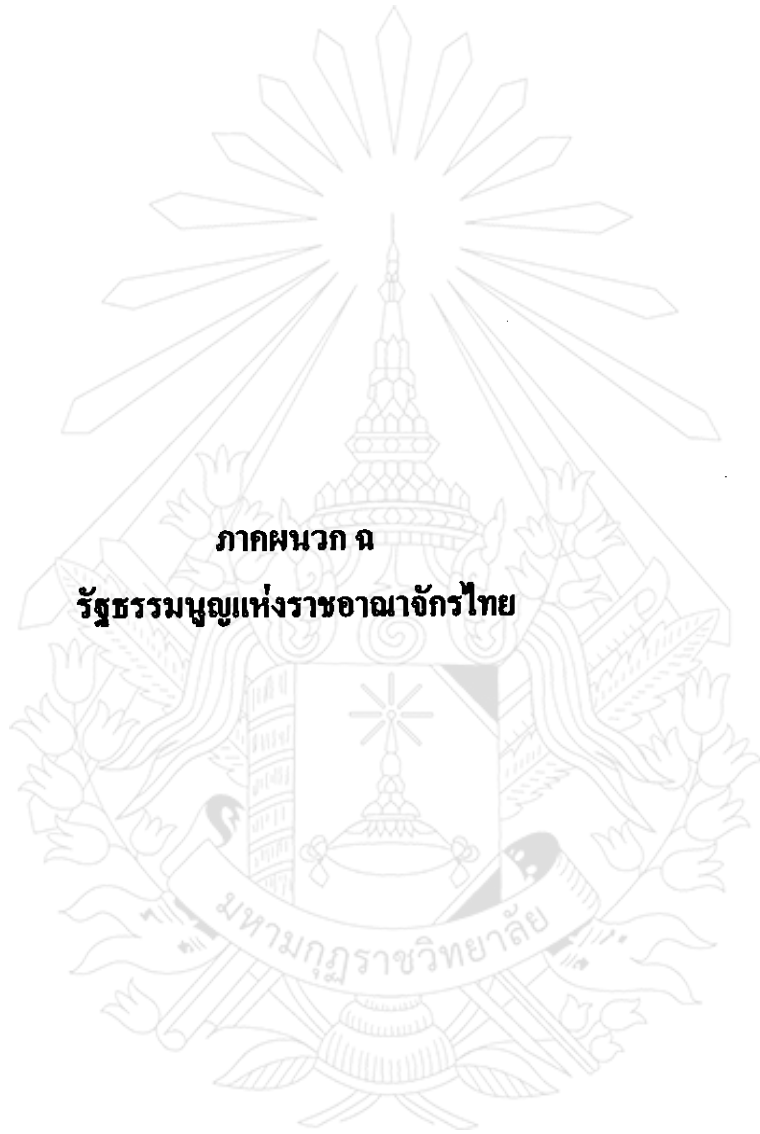 ภาคผนวก ฉ
รัฐธรรมนูญแห่งราชอาณาจักรไทย
มหามกุฏราชวิทยาลัย